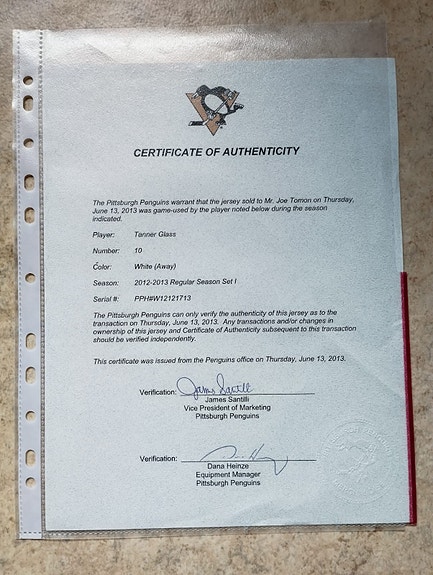 CERTIFICATE OF AUTHENTICITY
The Pittsburgh Penguins warrant that the jersey sold to Mr. Joe Tomon on Thursday,
June 13, 2013 was game-used by the player noted below during the season
indicated.
Player: Tanner Glass
Number: 10
Color: White (Away)
Season: 2012-2013 Regular Season Set I
Serial #: PPH#W12121713
The Pittsburgh Penguins can only verify the authenticity of this jersey as to the
transaction on Thursday, June 13, 2013. Any transactions and/or changes in
ownership of this jersey and Certificate of Authenticity subsequent to this transaction
should be verified independently.
This certificate was issued from the Penguins office on Thursday, June 13, 2013.
Verification: James Santilli
James Santilli
Vice President of Marketing
Pittsburgh Penguins
Verification:
Dana Heinze
Equipment Manager
Pittsburgh Penguins